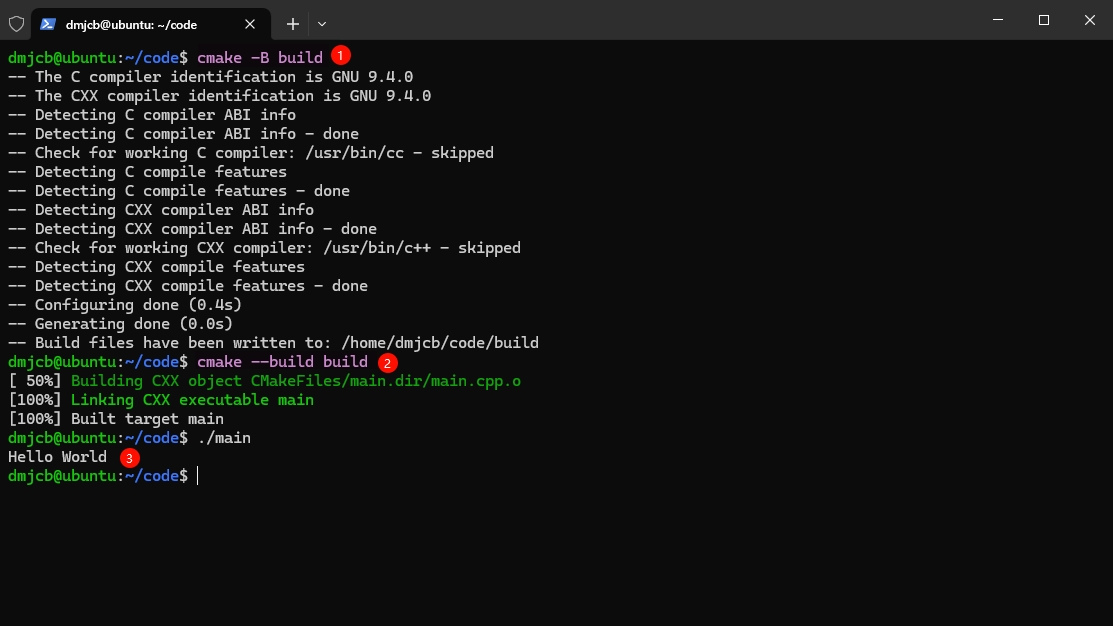 dmjcb@ubuntu: ~/code
dmjcb@ubuntu:~/code$ cmake -B build 1
-- The C compiler identification is GNU 9.4.0
-- The CXX compiler identification is GNU 9.4.0
-- Detecting C compiler ABI info
-- Detecting C compiler ABI info - done
-- Check for working C compiler: /usr/bin/cc - skipped
-- Detecting C compile features
-- Detecting C compile features - done
-- Detecting CXX compiler ABI info
-- Detecting CXX compiler ABI info - done
-- Check for working CXX compiler: /usr/bin/c++ - skipped
-- Detecting CXX compile features
-- Detecting CXX compile features - done
-- Configuring done (0.4s)
-- Generating done (0.0s)
-- Build files have been written to: /home/dmjcb/code/build
dmjcb@ubuntu:~/code$ cmake --build build 2
[ 50%] Building CXX object CMakeFiles/main.dir/main.cpp.o
[100%] Linking CXX executable main
[100%] Built target main
dmjcb@ubuntu:~/code$ ./main
Hello World 3
dmjcb@ubuntu:~/code$